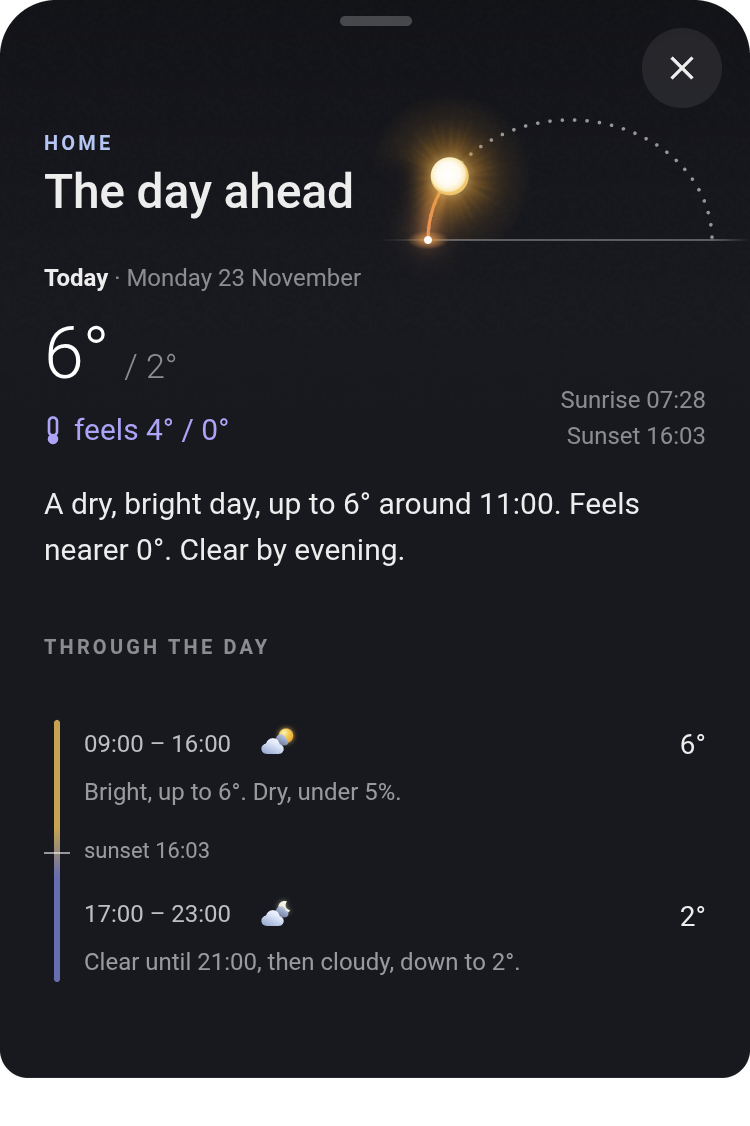 HOME
The day ahead
Today · Monday 23 November
6° / 2°
feels 4° / 0°
Sunrise 07:28
Sunset 16:03
A dry, bright day, up to 6° around 11:00. Feels
nearer 0°. Clear by evening.
THROUGH THE DAY
09:00 – 16:00 6°
Bright, up to 6°. Dry, under 5%.
sunset 16:03
17:00 – 23:00 2°
Clear until 21:00, then cloudy, down to 2°.